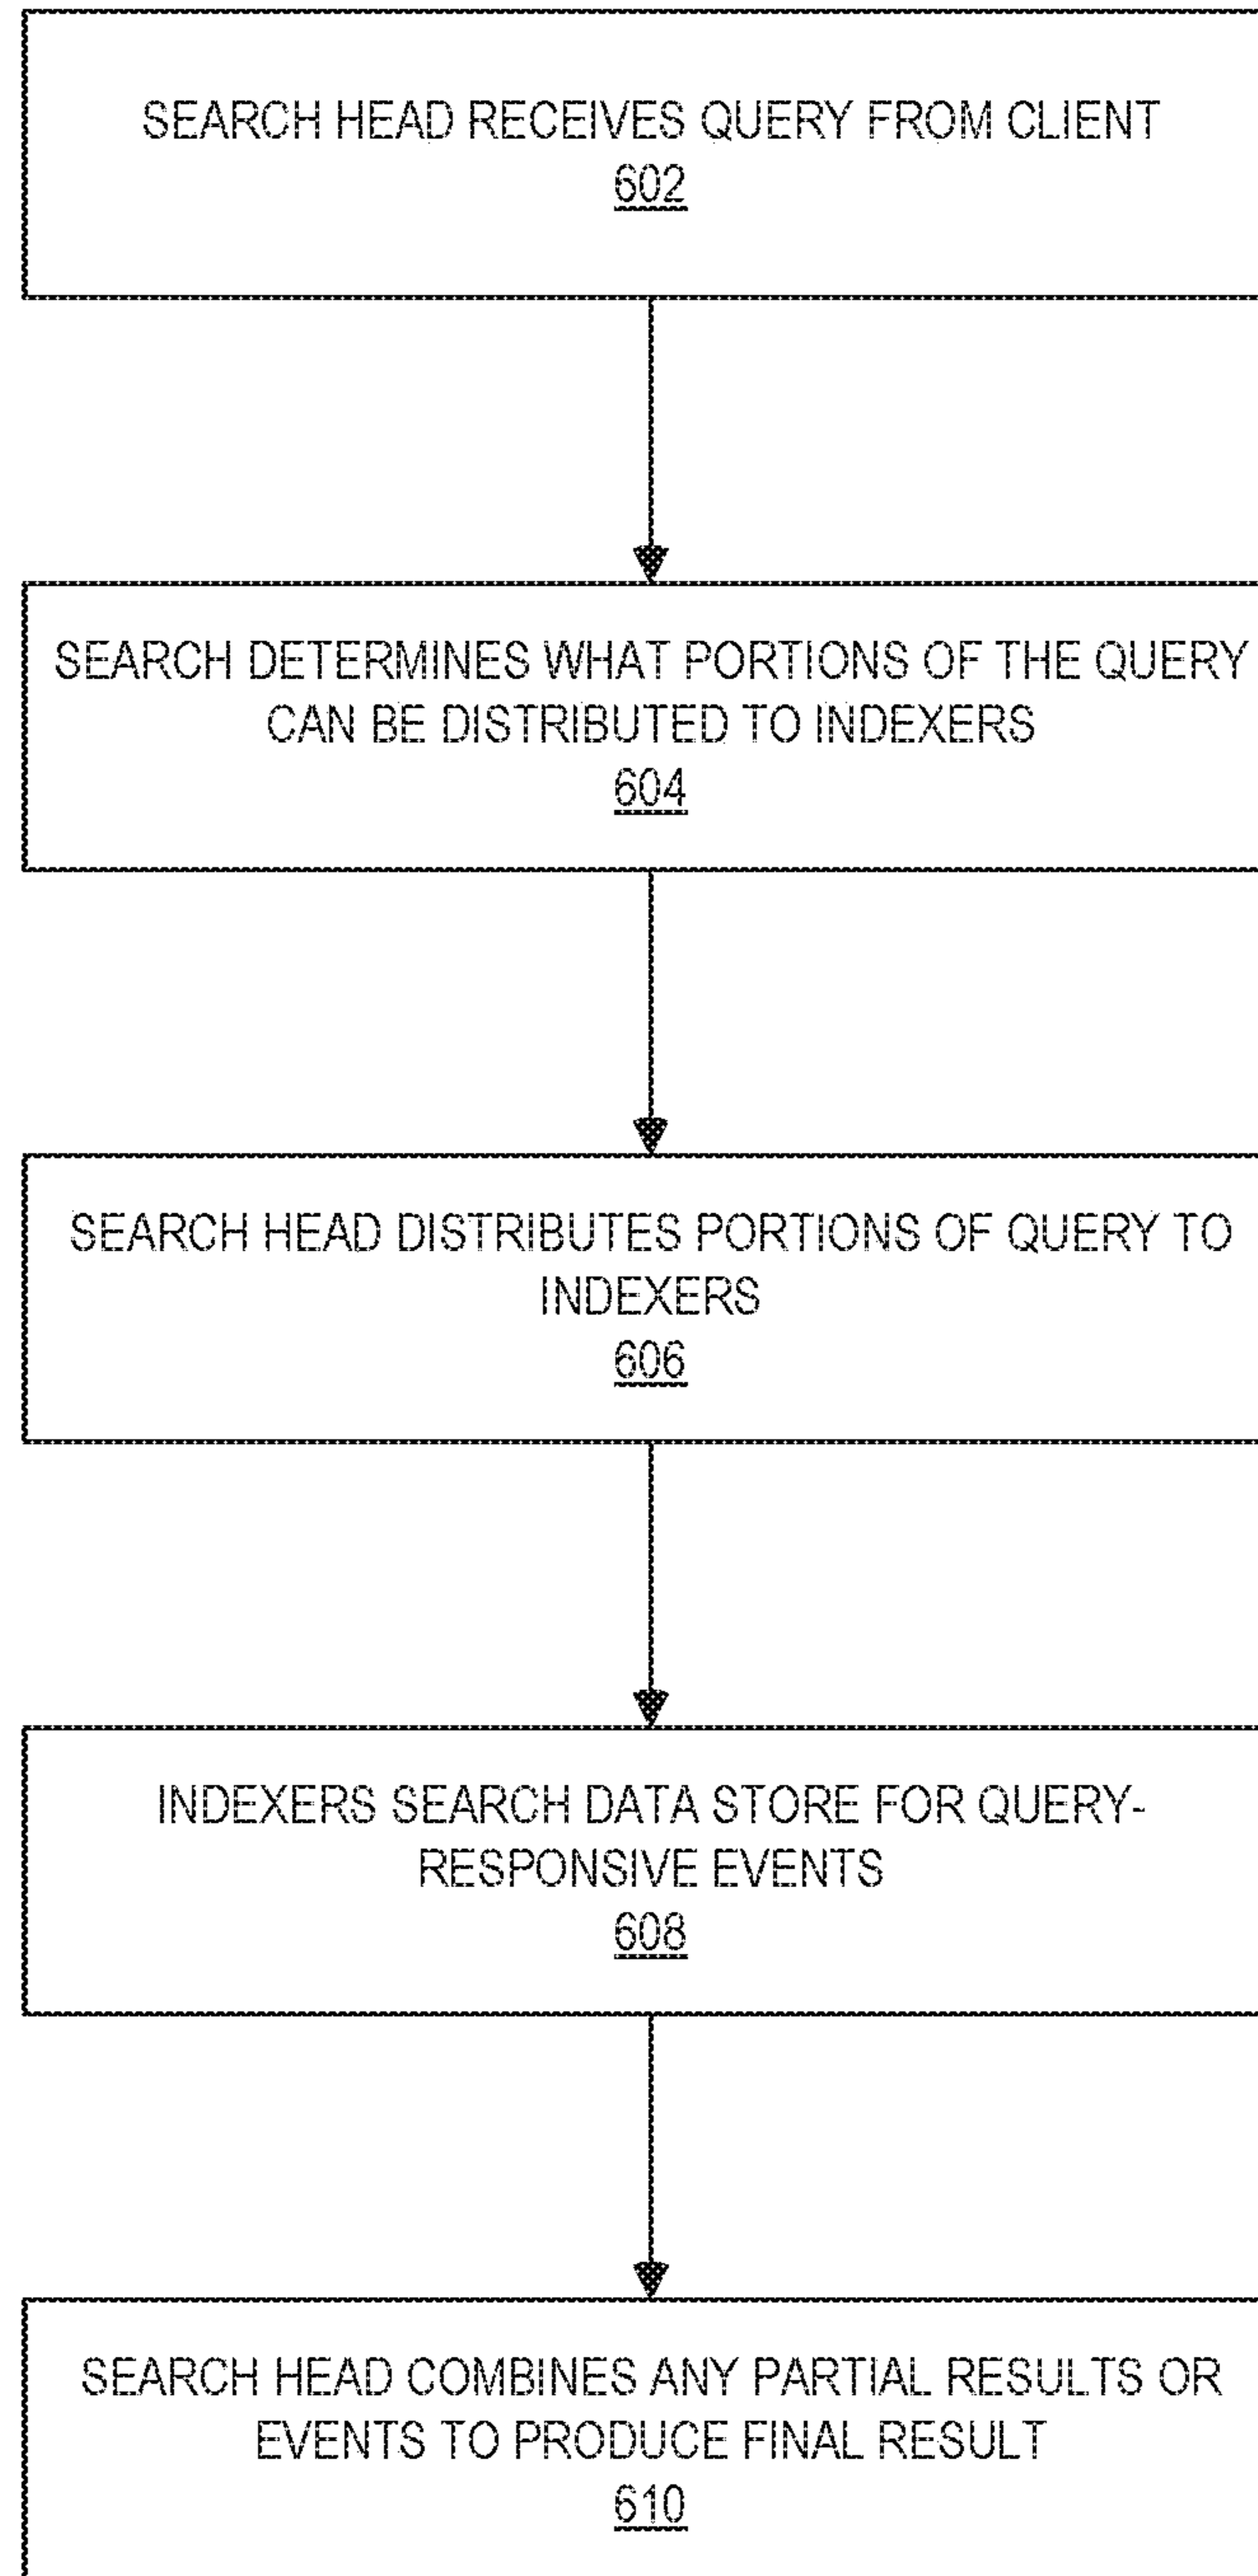 SEARCH HEAD RECEIVES QUERY FROM CLIENT
602
SEARCH DETERMINES WHAT PORTIONS OF THE QUERY
CAN BE DISTRIBUTED TO INDEXERS
604
SEARCH HEAD DISTRIBUTES PORTIONS OF QUERY TO
INDEXERS
606
INDEXERS SEARCH DATA STORE FOR QUERY-
RESPONSIVE EVENTS
608
SEARCH HEAD COMBINES ANY PARTIAL RESULTS OR
EVENTS TO PRODUCE FINAL RESULT
610